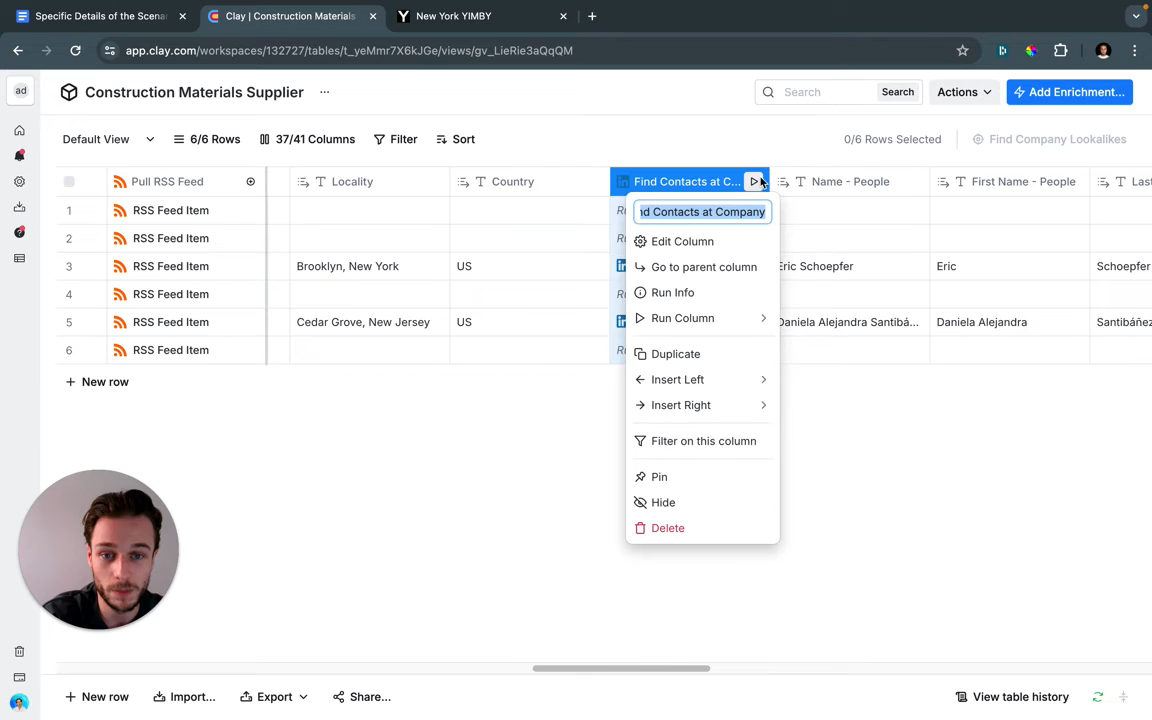 Specific Details of the Scenar
Clay | Construction Materials
New York YIMBY
app.clay.com/workspaces/132727/tables/t_yeMmr7X6kJGe/views/gv_LieRie3aQqQM
ad
Construction Materials Supplier
Search
Search
Actions
Add Enrichment...
Default View
6/6 Rows
37/41 Columns
Filter
Sort
0/6 Rows Selected
Find Company Lookalikes
Pull RSS Feed
Locality
Country
Find Contacts at C...
Name - People
First Name - People
Last
1 RSS Feed Item Ru
2 RSS Feed Item
3 RSS Feed Item Brooklyn, New York US Eric Schoepfer Eric Schoepfer
4 RSS Feed Item Ru
5 RSS Feed Item Cedar Grove, New Jersey US Daniela Alejandra Santibá... Daniela Alejandra Santibáñez
6 RSS Feed Item Ru
New row
nd Contacts at Company
Edit Column
Go to parent column
Run Info
Run Column
Duplicate
Insert Left
Insert Right
Filter on this column
Pin
Hide
Delete
New row
Import...
Export
Share...
View table history